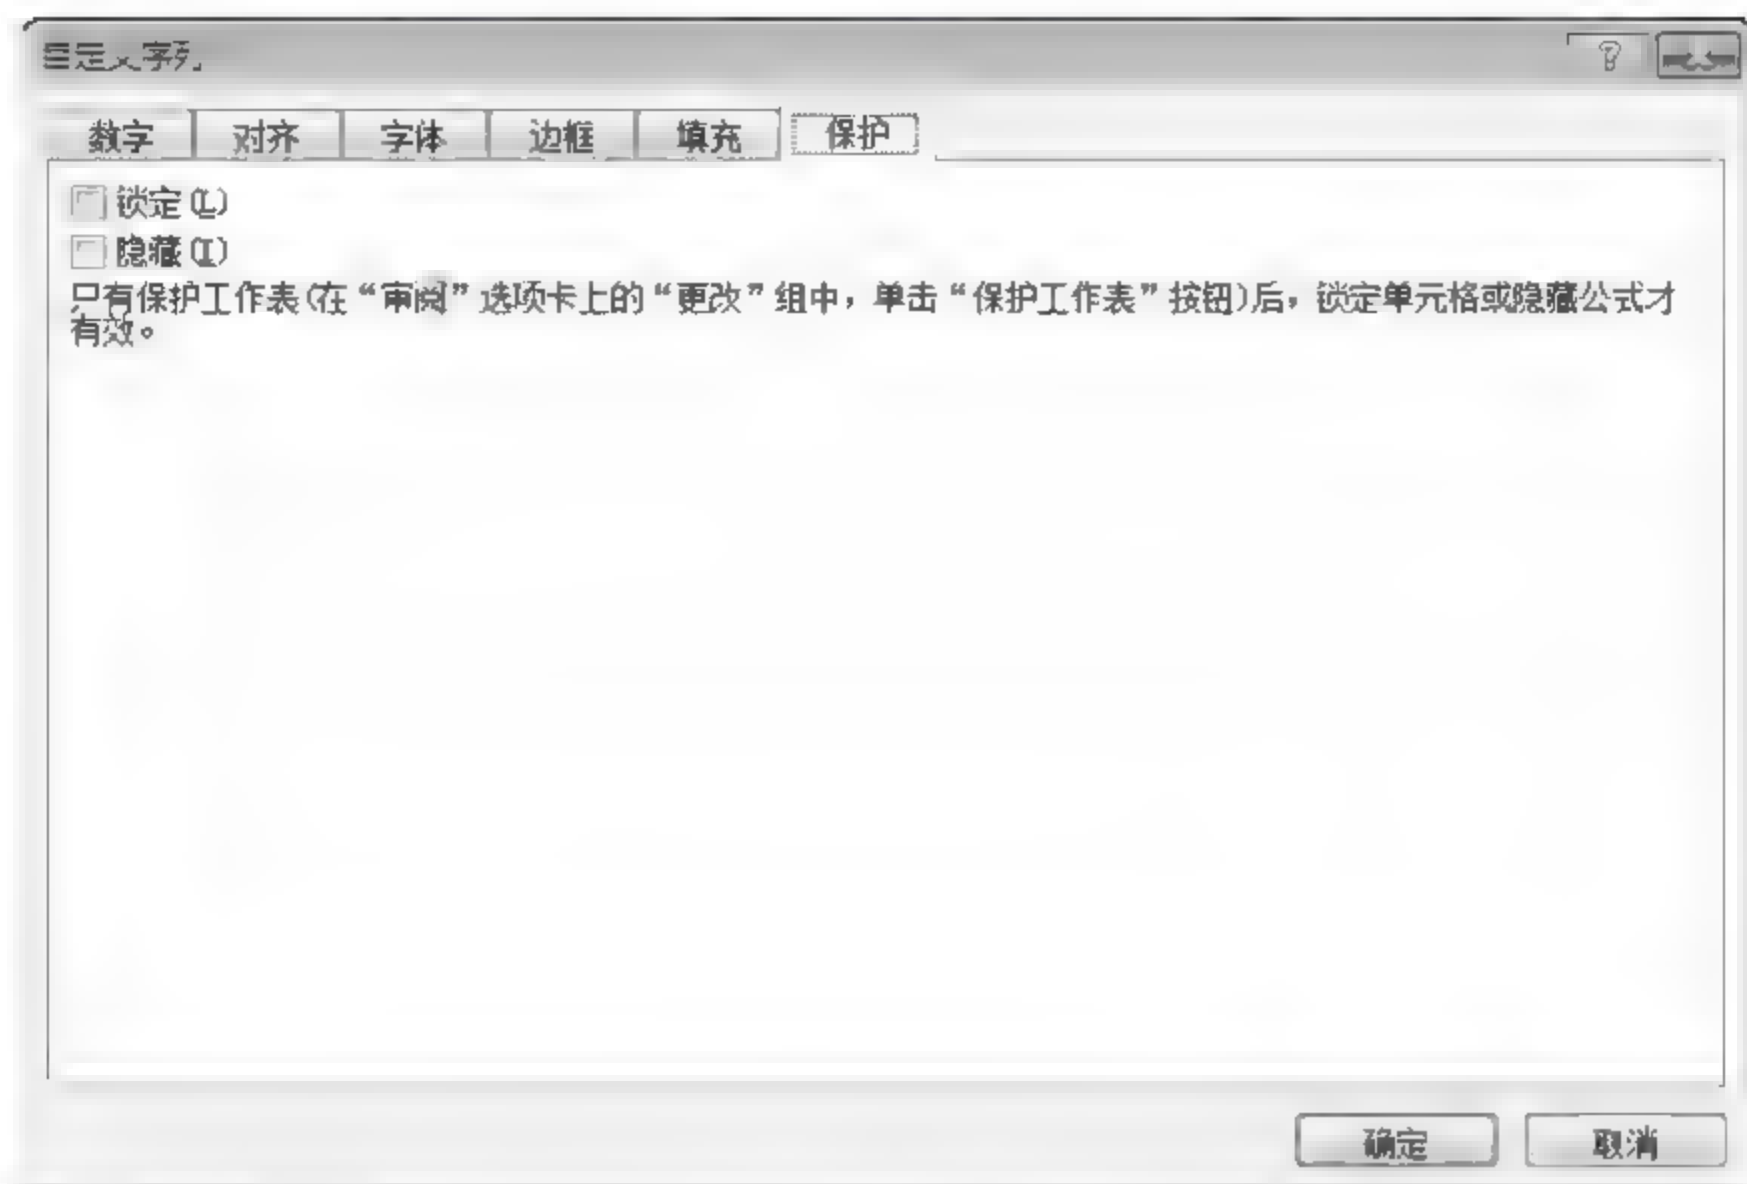 数字 对齐 字体 边框 填充 保护
锁定(L)
隐藏(I)
只有保护工作表(在“审阅”选项卡上的“更改”组中，单击“保护工作表”按钮)后，锁定单元格或隐藏公式才
有效。
确定 取消